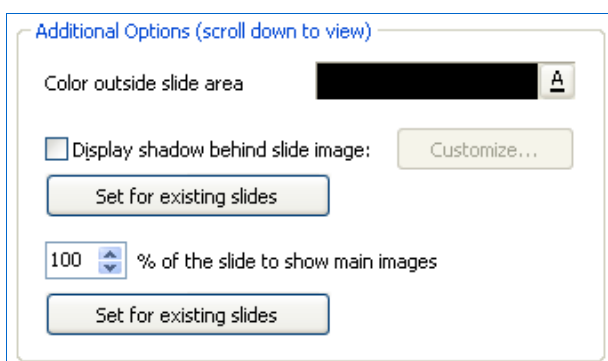 Additional Options (scroll down to view)
Color outside slide area A
Display shadow behind slide image: Customize...
Set for existing slides
100 % of the slide to show main images
Set for existing slides